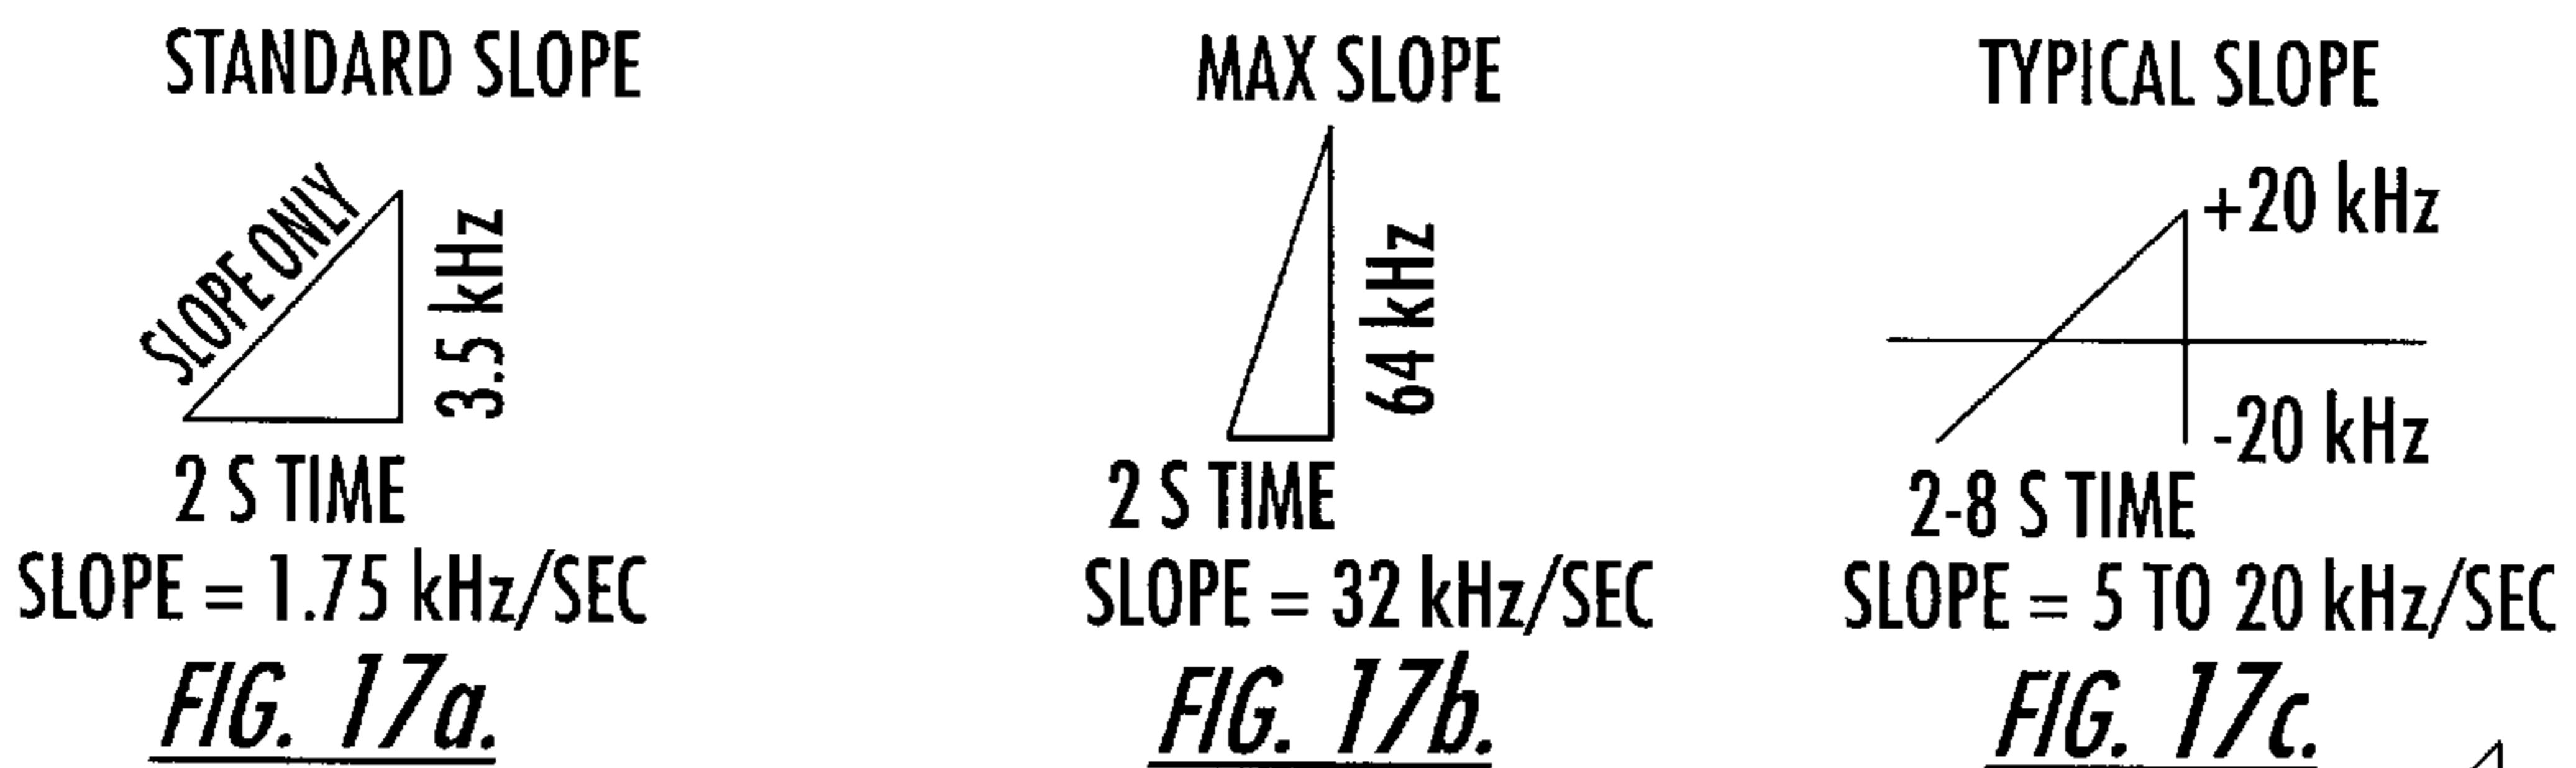 STANDARD SLOPE
SLOPE ONLY
3.5 kHz
2 S TIME
SLOPE = 1.75 kHz/SEC
FIG. 17a.
MAX SLOPE
64 kHz
2 S TIME
SLOPE = 32 kHz/SEC
FIG. 17b.
TYPICAL SLOPE
+20 kHz
-20 kHz
2-8 S TIME
SLOPE = 5 TO 20 kHz/SEC
FIG. 17c.